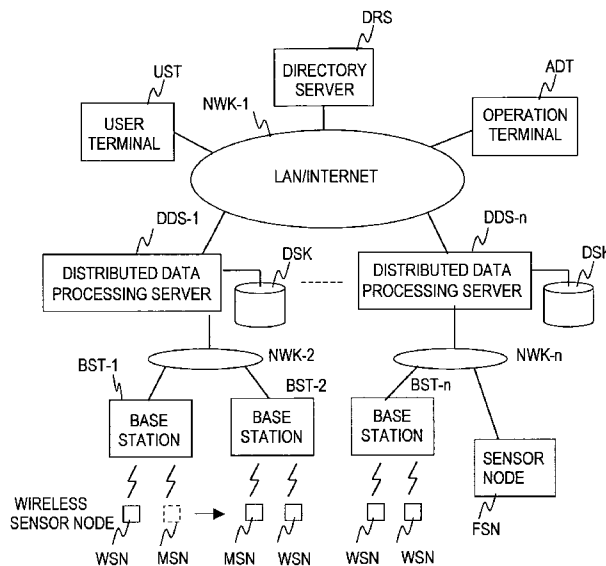 DRS
DIRECTORY
SERVER
UST
USER
TERMINAL
NWK-1
ADT
OPERATION
TERMINAL
LAN/INTERNET
DDS-1
DISTRIBUTED DATA
PROCESSING SERVER
DSK
DDS-n
DISTRIBUTED DATA
PROCESSING SERVER
DSK
NWK-2
NWK-n
BST-1
BASE
STATION
BST-2
BASE
STATION
BST-n
BASE
STATION
SENSOR
NODE
FSN
WIRELESS
SENSOR NODE
WSN
MSN
MSN
WSN
WSN
WSN